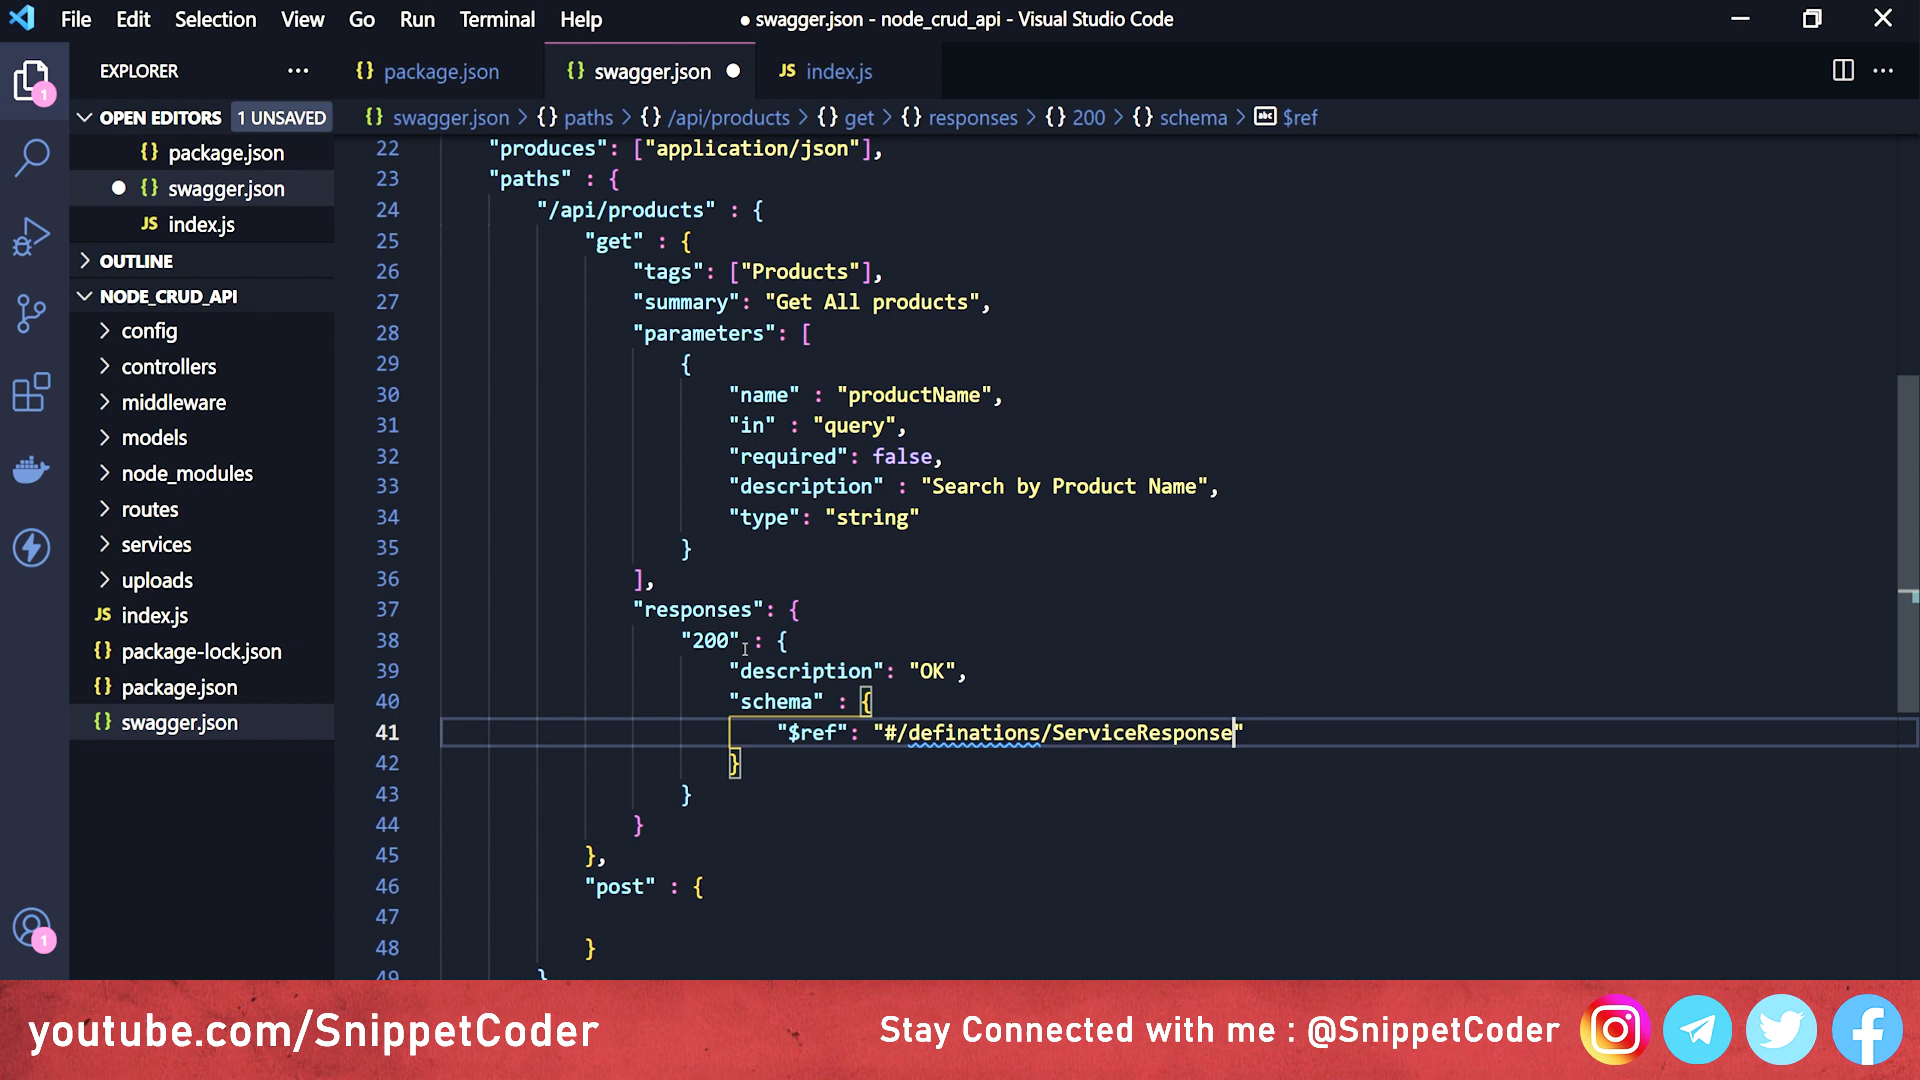 File Edit Selection View Go Run Terminal Help
● swagger.json - node_crud_api - Visual Studio Code
EXPLORER
{} package.json
{} swagger.json
JS index.js
OPEN EDITORS 1 UNSAVED
{} swagger.json > {} paths > {} /api/products > {} get > {} responses > {} 200 > {} schema > abc $ref
{} package.json
{} swagger.json
JS index.js
OUTLINE
NODE_CRUD_API
config
controllers
middleware
models
node_modules
routes
services
uploads
JS index.js
{} package-lock.json
{} package.json
{} swagger.json
1
1
22 "produces": ["application/json"],
23 "paths" : {
24 "/api/products" : {
25 "get" : {
26 "tags": ["Products"],
27 "summary": "Get All products",
28 "parameters": [
29 {
30 "name" : "productName",
31 "in" : "query",
32 "required": false,
33 "description" : "Search by Product Name",
34 "type": "string"
35 }
36 ],
37 "responses": {
38 "200" : {
39 "description": "OK",
40 "schema" : {
41 "$ref": "#/definations/ServiceResponse"
42 }
43 }
44 }
45 },
46 "post" : {
47
48 }
49 }
youtube.com/SnippetCoder
Stay Connected with me : @SnippetCoder